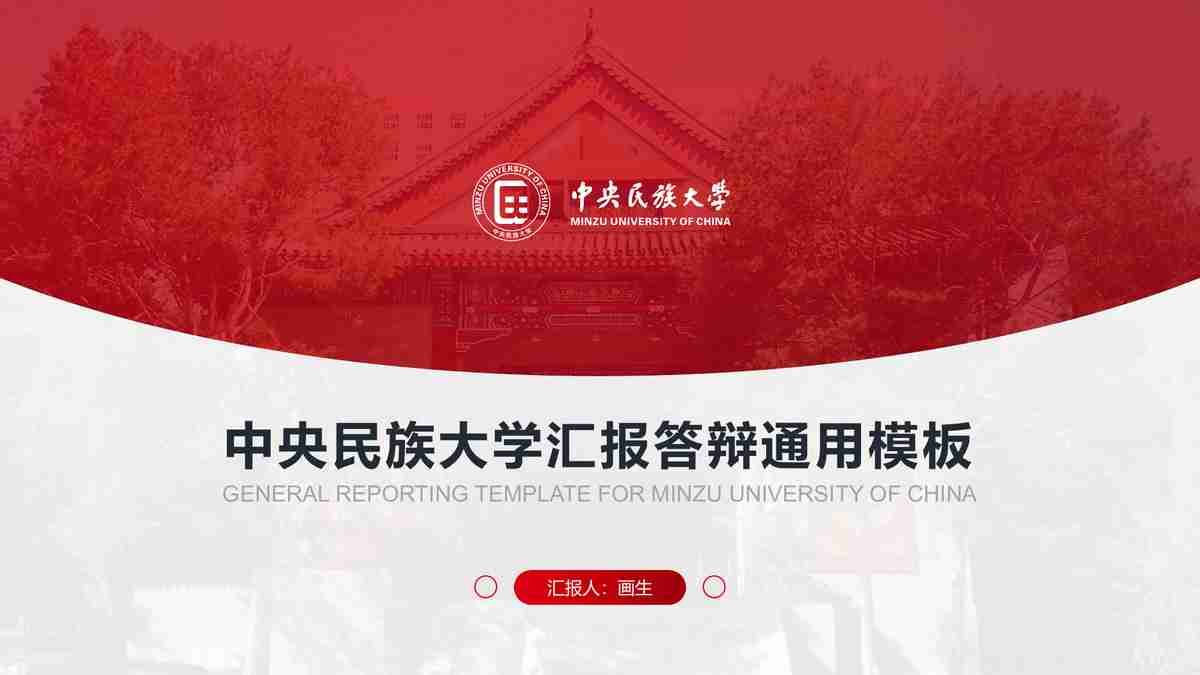 MINZU UNIVERSITY OF CHINA
中央民族大學
中央民族大學
MINZU UNIVERSITY OF CHINA
中央民族大学汇报答辩通用模板
GENERAL REPORTING TEMPLATE FOR MINZU UNIVERSITY OF CHINA
汇报人：画生